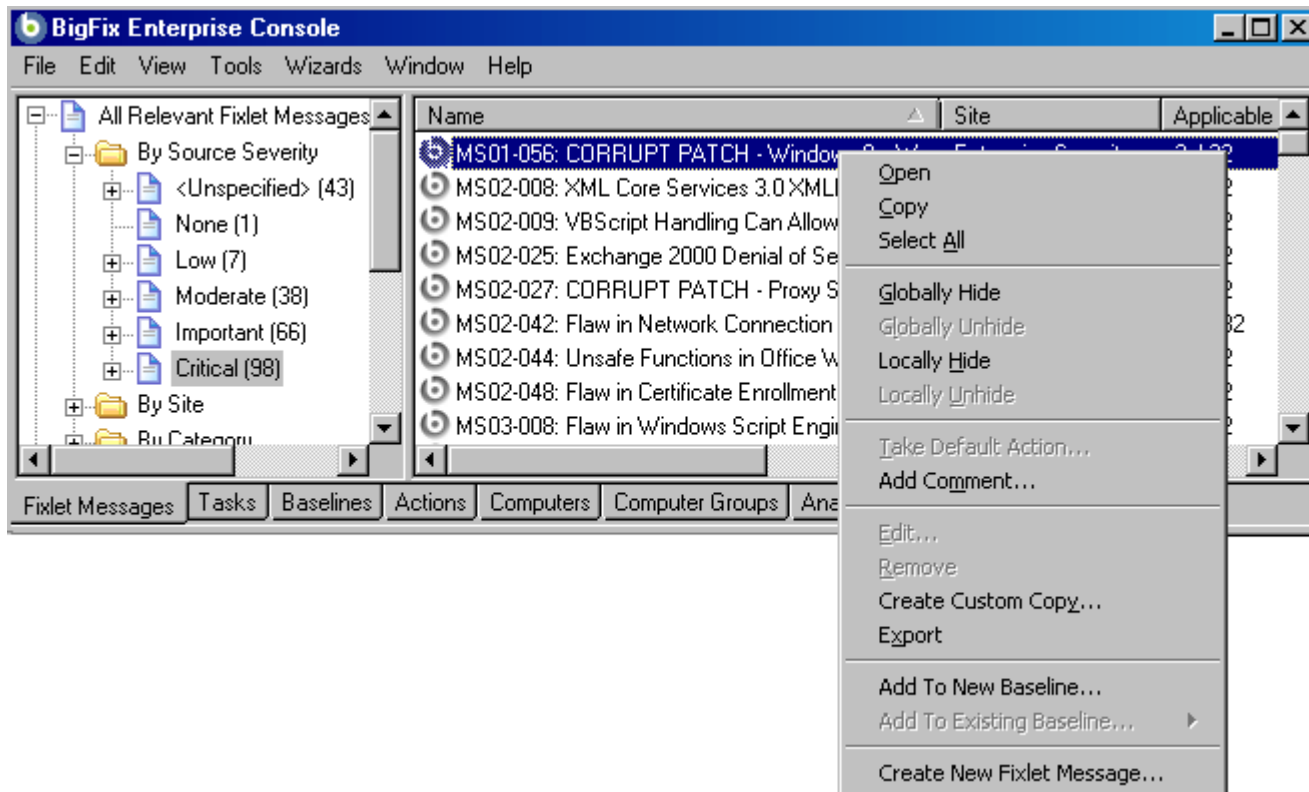 BigFix Enterprise Console
File Edit View Tools Wizards Window Help
All Relevant Fixlet Messages
By Source Severity
<Unspecified> (43)
None (1)
Low (7)
Moderate (38)
Important (66)
Critical (98)
By Site
By Category
Name Site Applicable
MS01-056: CORRUPT PATCH - Window
MS02-008: XML Core Services 3.0
MS02-009: VBScript Handling Can Allow
MS02-025: Exchange 2000 Denial of
MS02-027: CORRUPT PATCH - Proxy
MS02-042: Flaw in Network Connection
MS02-044: Unsafe Functions in Office
MS02-048: Flaw in Certificate Enrollment
MS03-008: Flaw in Windows Script
Fixlet Messages Tasks Baselines Actions Computers Computer Groups Ana
Open
Copy
Select All
Globally Hide
Globally Unhide
Locally Hide
Locally Unhide
Take Default Action...
Add Comment...
Edit...
Remove
Create Custom Copy...
Export
Add To New Baseline...
Add To Existing Baseline...
Create New Fixlet Message...